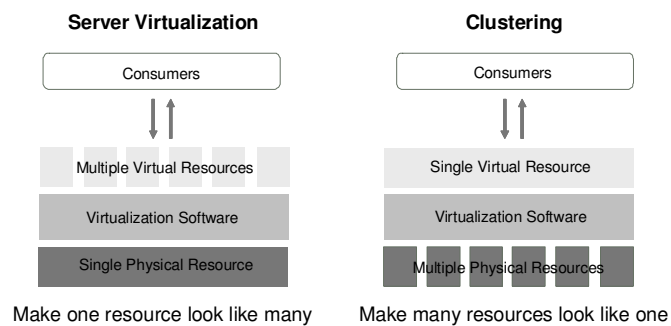 Server Virtualization
Consumers
Multiple Virtual Resources
Virtualization Software
Single Physical Resource
Make one resource look like many
Clustering
Consumers
Single Virtual Resource
Virtualization Software
Multiple Physical Resources
Make many resources look like one